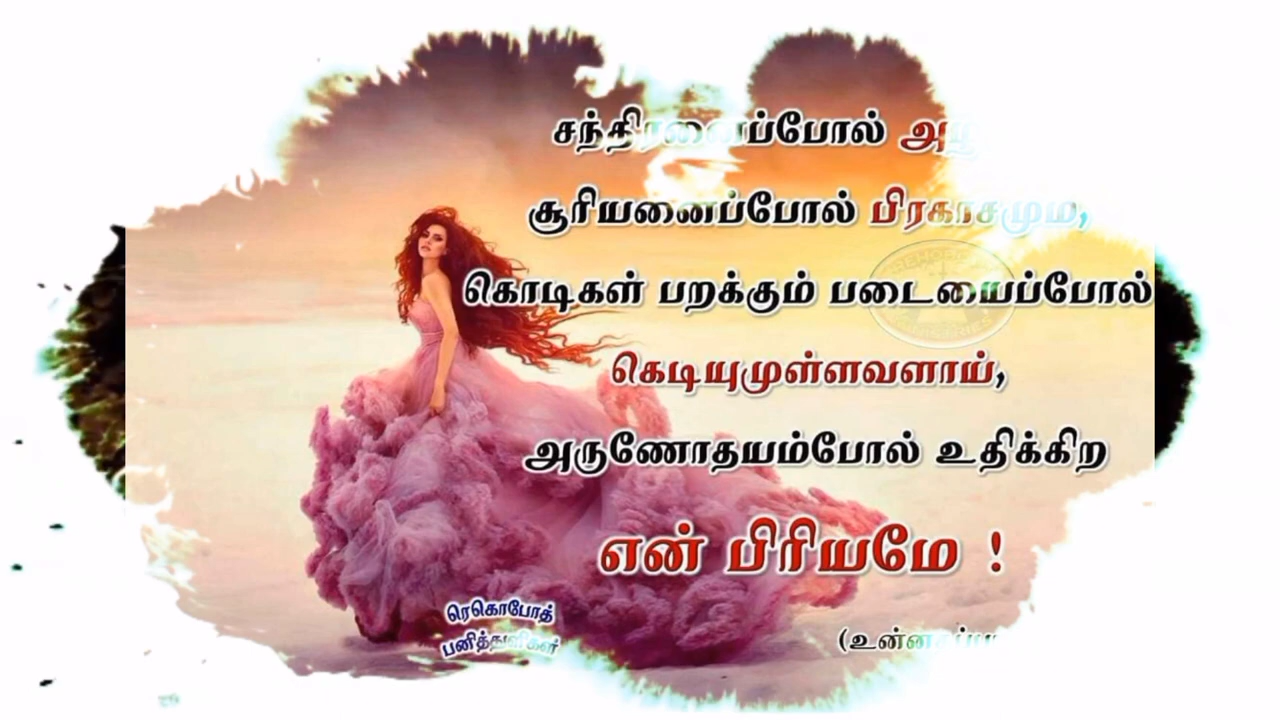 சந்திரனைப்போல்
சூரியனைப்போல் பிரகாசமும்,
கொடிகள் பறக்கும் படையைப்போல்
கெடியுமுள்ளவளாய்,
அருணோதயம்போல் உதிக்கிற
என் பிரியமே !
ரெகொபோத்
பனித்துளிகள்